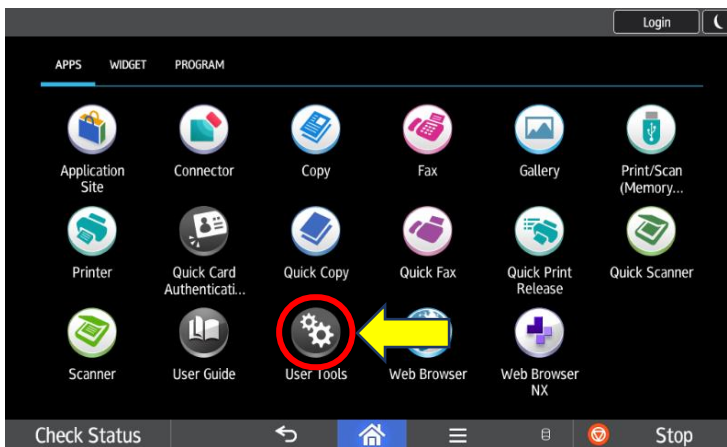 Login
APPS WIDGET PROGRAM
Application
Site
Connector
Copy
Fax
Gallery
Print/Scan
(Memory...
Printer
Quick Card
Authenticati...
Quick Copy
Quick Fax
Quick Print
Release
Quick Scanner
Scanner
User Guide
User Tools
Web Browser
Web Browser
NX
Check Status
Stop